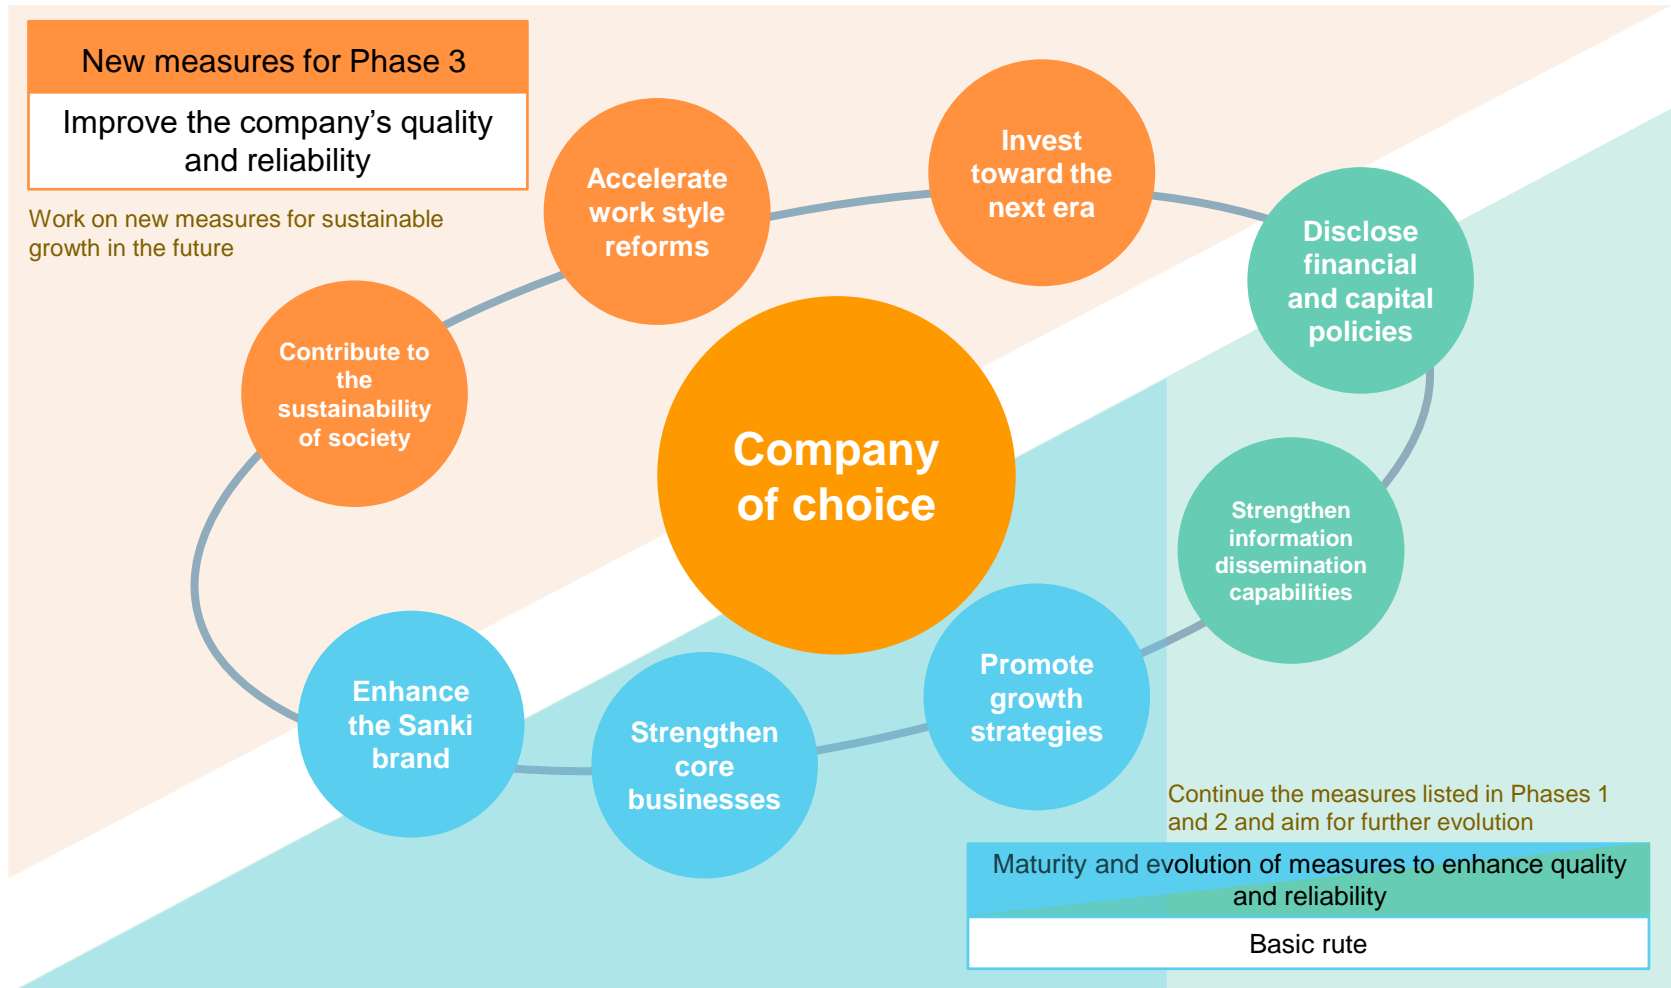 New measures for Phase 3
Improve the company’s quality
and reliability
Work on new measures for sustainable
growth in the future
Accelerate
work style
reforms
Invest
toward the
next era
Disclose
financial
and capital
policies
Contribute to
the
sustainability
of society
Company
of choice
Strengthen
information
dissemination
capabilities
Enhance
the Sanki
brand
Strengthen
core
businesses
Promote
growth
strategies
Continue the measures listed in Phases 1
and 2 and aim for further evolution
Maturity and evolution of measures to enhance quality
and reliability
Basic rute